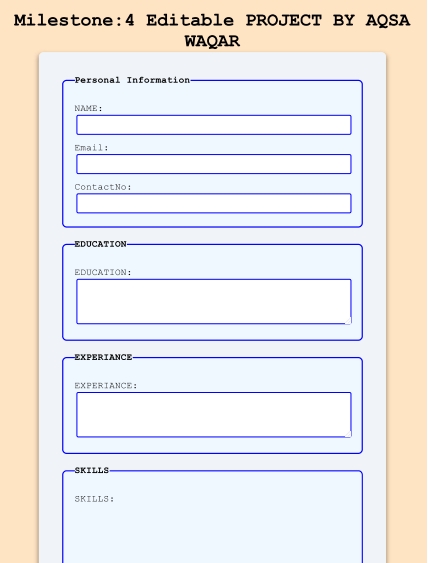 Milestone:4 Editable PROJECT BY AQSA
WAQAR
Personal Information
NAME:
Email:
ContactNo:
EDUCATION
EDUCATION:
EXPERIANCE
EXPERIANCE:
SKILLS
SKILLS: